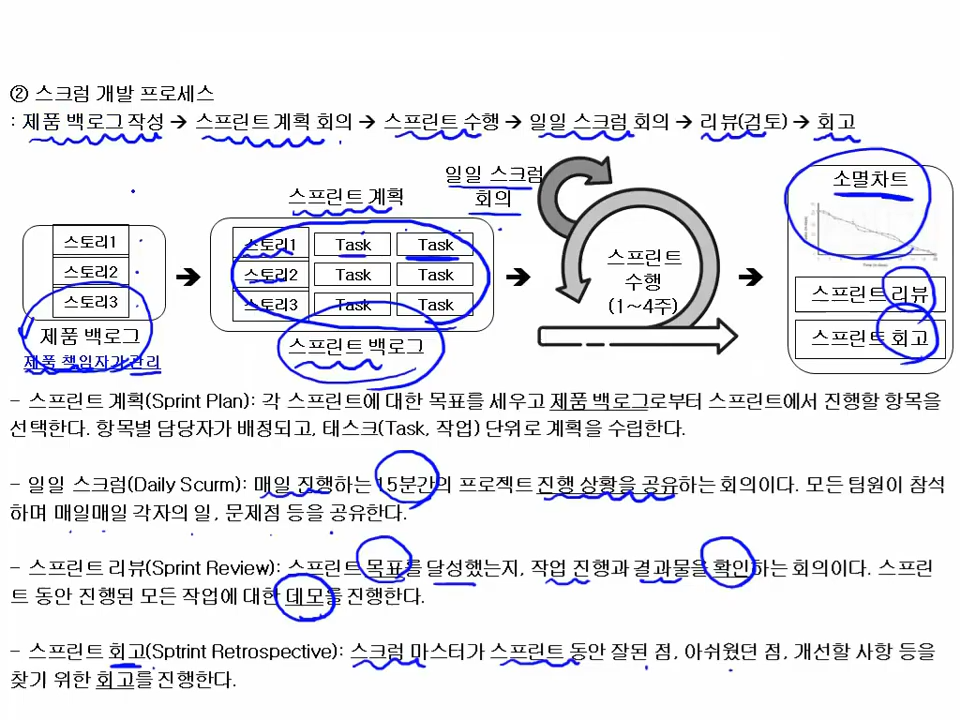 ② 스크럼 개발 프로세스
: 제품 백로그 작성 → 스프린트 계획 회의 → 스프린트 수행 → 일일 스크럼 회의 → 리뷰(검토) → 회고
일일 스크럼
회의
스프린트 계획
소멸차트
스토리1
스토리2
스토리3
제품 백로그
제품 책임자가 관리
스토리1 Task Task
스토리2 Task Task
스토리3 Task Task
스프린트 백로그
스프린트
수행
(1~4주)
스프린트 리뷰
스프린트 회고
- 스프린트 계획(Sprint Plan): 각 스프린트에 대한 목표를 세우고 제품 백로그로부터 스프린트에서 진행할 항목을
선택한다. 항목별 담당자가 배정되고, 태스크(Task, 작업) 단위로 계획을 수립한다.
- 일일 스크럼(Daily Scurm): 매일 진행하는 15분간의 프로젝트 진행 상황을 공유하는 회의이다. 모든 팀원이 참석
하며 매일매일 각자의 일, 문제점 등을 공유한다.
- 스프린트 리뷰(Sprint Review): 스프린트 목표를 달성했는지, 작업 진행과 결과물을 확인하는 회의이다. 스프린
트 동안 진행된 모든 작업에 대한 데모를 진행한다.
- 스프린트 회고(Sptrint Retrospective): 스크럼 마스터가 스프린트 동안 잘된 점, 아쉬웠던 점, 개선할 사항 등을
찾기 위한 회고를 진행한다.